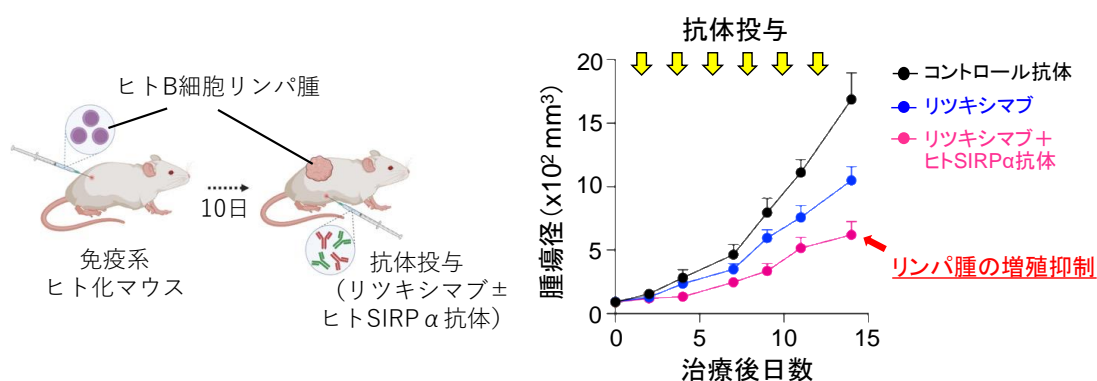 ヒトB細胞リンパ腫
10日
免疫系
ヒト化マウス
抗体投与
（リツキシマブ±
ヒトSIRPα抗体）
抗体投与
腫瘍径（x10² mm³）
20
15
10
5
0
0
5
10
15
治療後日数
コントロール抗体
リツキシマブ
リツキシマブ＋
ヒトSIRPα抗体
リンパ腫の増殖抑制